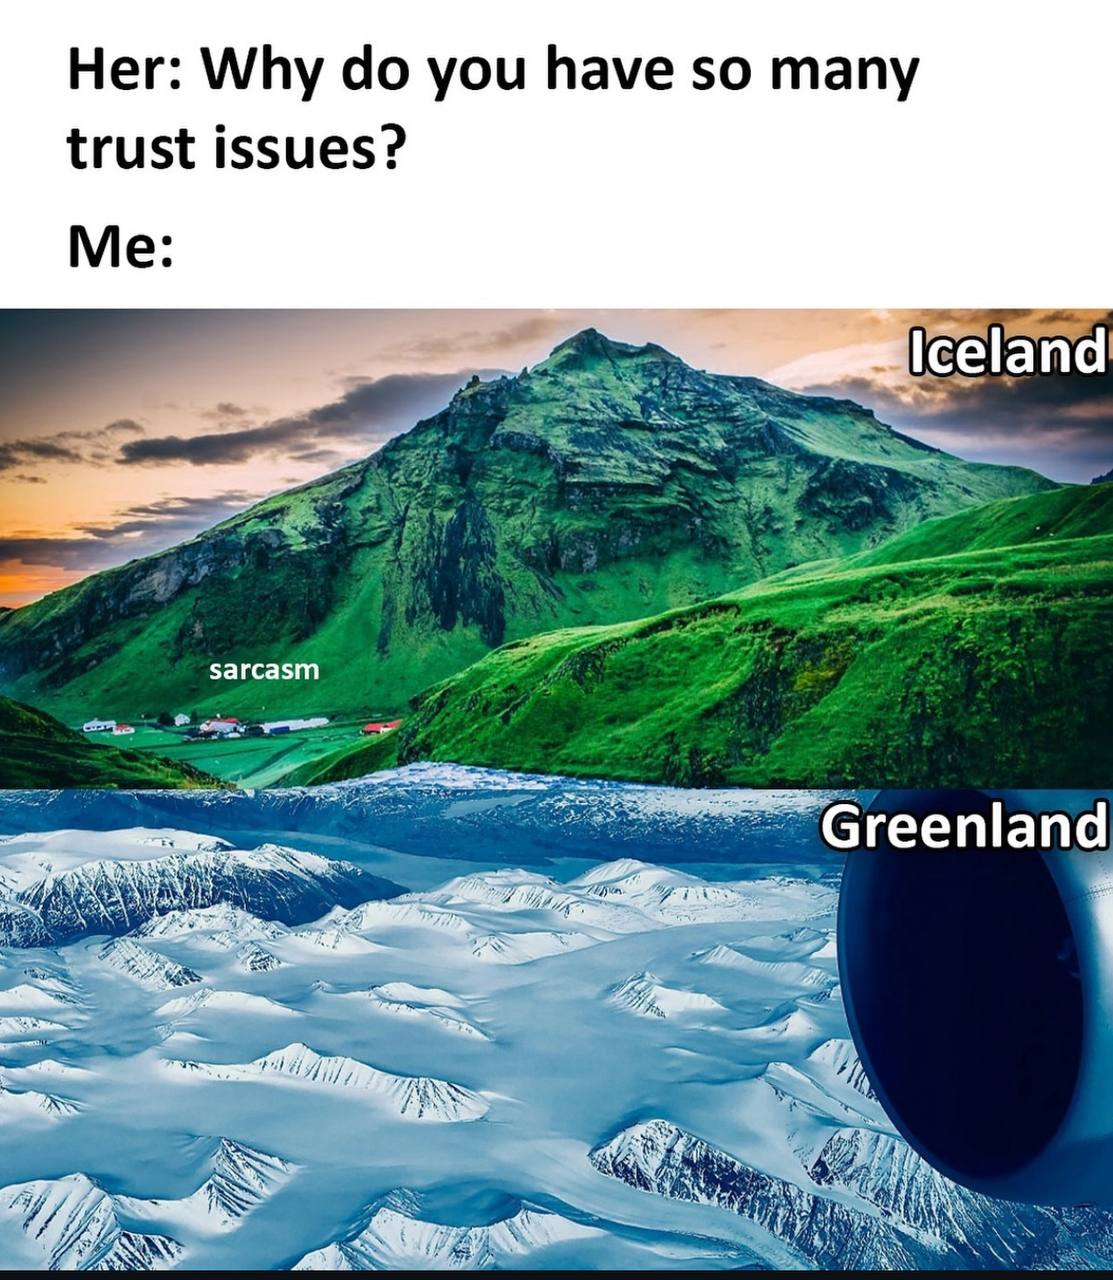 Her: Why do you have so many
trust issues?
Me:
Iceland
sarcasm
Greenland